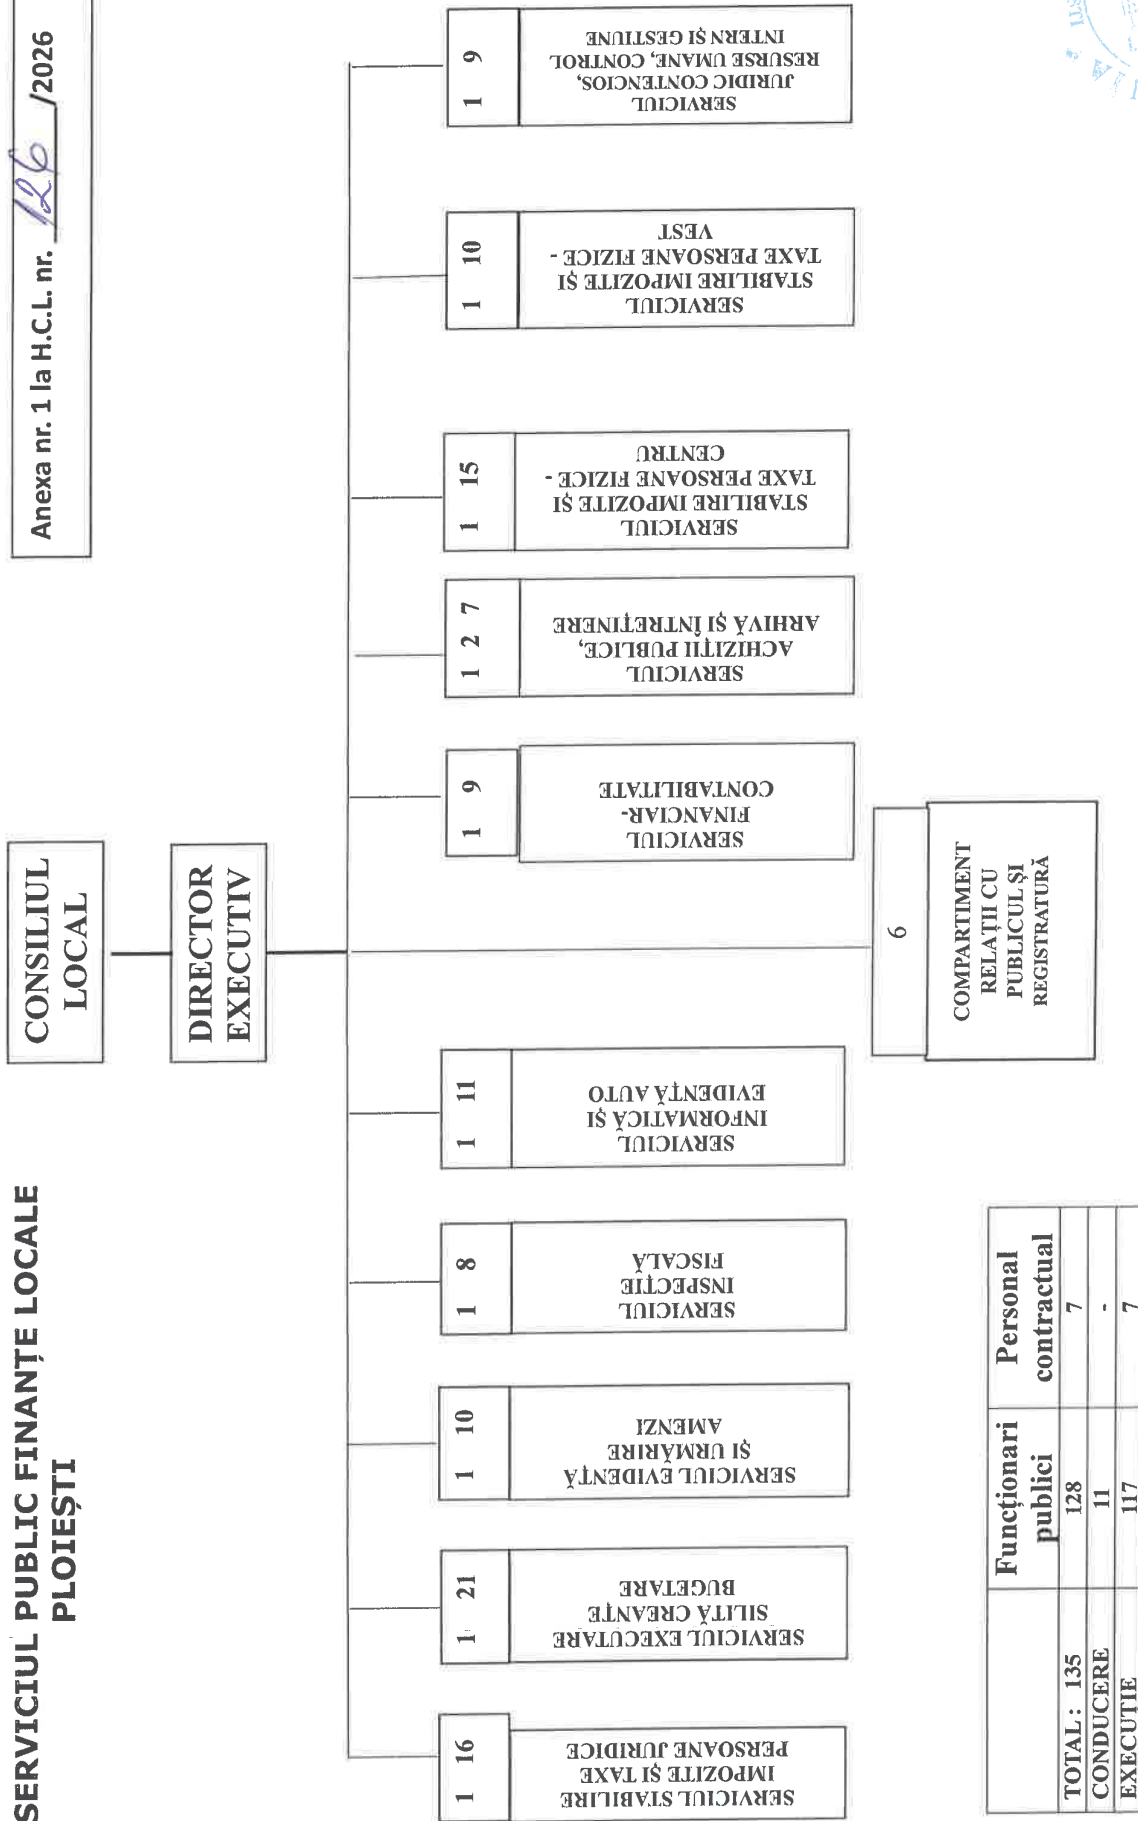 Anexa nr. 1 la H.C.L. nr. 126 /2026
SERVICIUL PUBLIC FINANȚE LOCALE
PLOIEȘTI
CONSILIUL
LOCAL
DIRECTOR
EXECUTIV
1 16
SERVICIUL STABILIRE
IMPOZITE ȘI TAXE
PERSOANE JURIDICE
1 21
SERVICIUL EXECUTARE
SILITĂ CREANȚE
BUGETARE
1 10
SERVICIUL EVIDENȚĂ
ȘI URMĂRIRE
AMENZI
1 8
SERVICIUL
INSPECȚIE
FISCALĂ
1 11
SERVICIUL
INFORMATICĂ ȘI
EVIDENȚĂ AUTO
6
COMPARTIMENT
RELAȚII CU
PUBLICUL ȘI
REGISTRATURĂ
1 9
SERVICIUL
FINANCIAR-
CONTABILITATE
1 2 7
SERVICIUL
ACHIZIȚII PUBLICE,
ARHIVĂ ȘI ÎNTREȚINERE
1 15
SERVICIUL
STABILIRE IMPOZITE ȘI
TAXE PERSOANE FIZICE -
CENTRU
1 10
SERVICIUL
STABILIRE IMPOZITE ȘI
TAXE PERSOANE FIZICE -
VEST
1 9
SERVICIUL
JURIDIC CONTENCIOS,
RESURSE UMANE, CONTROL
INTERN ȘI GESTIUNE
Funcționari publici Personal contractual
TOTAL : 135 128 7
CONDUCERE 11 -
EXECUȚIE 117 7